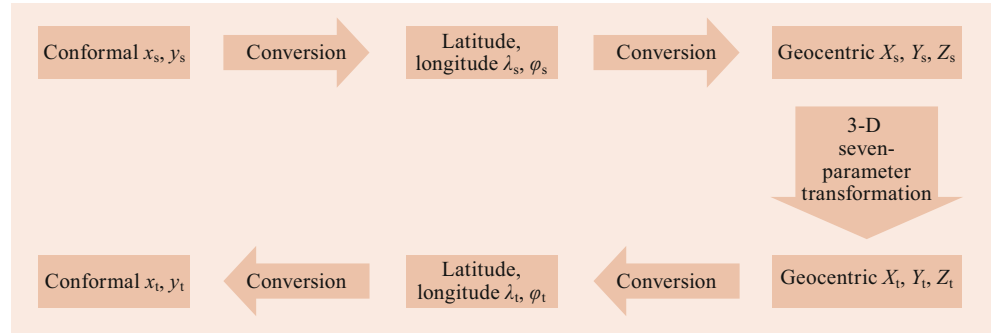 Conformal xₛ, yₛ
Conversion
Latitude,
longitude λₛ, φₛ
Conversion
Geocentric Xₛ, Yₛ, Zₛ
3-D
seven-
parameter
transformation
Conformal xₜ, yₜ
Conversion
Latitude,
longitude λₜ, φₜ
Conversion
Geocentric Xₜ, Yₜ, Zₜ